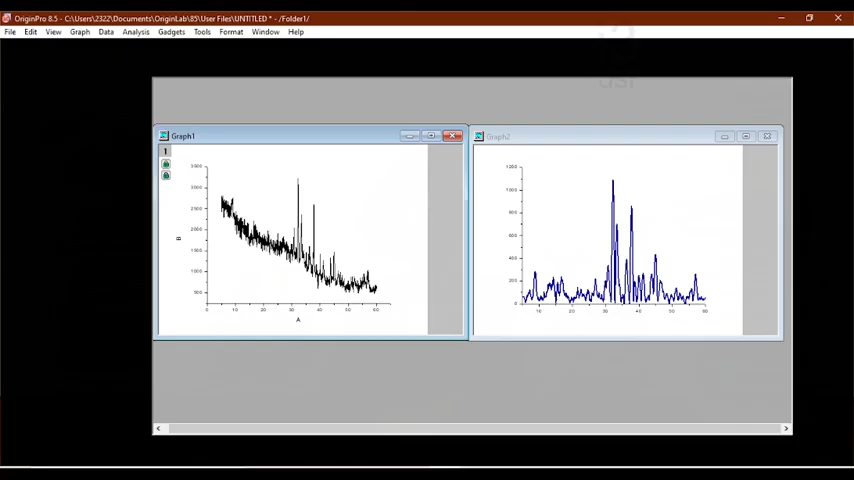 OriginPro 8.5 - C:\Users\2322\Documents\OriginLab\85\User Files\UNTITLED * - /Folder1/
File Edit View Graph Data Analysis Gadgets Tools Format Window Help
Graph1
1
3500
3000
2500
2000
1500
1000
500
B
0 10 20 30 40 50 60
A
Graph2
1200
1000
800
600
400
200
0
10 20 30 40 50 60